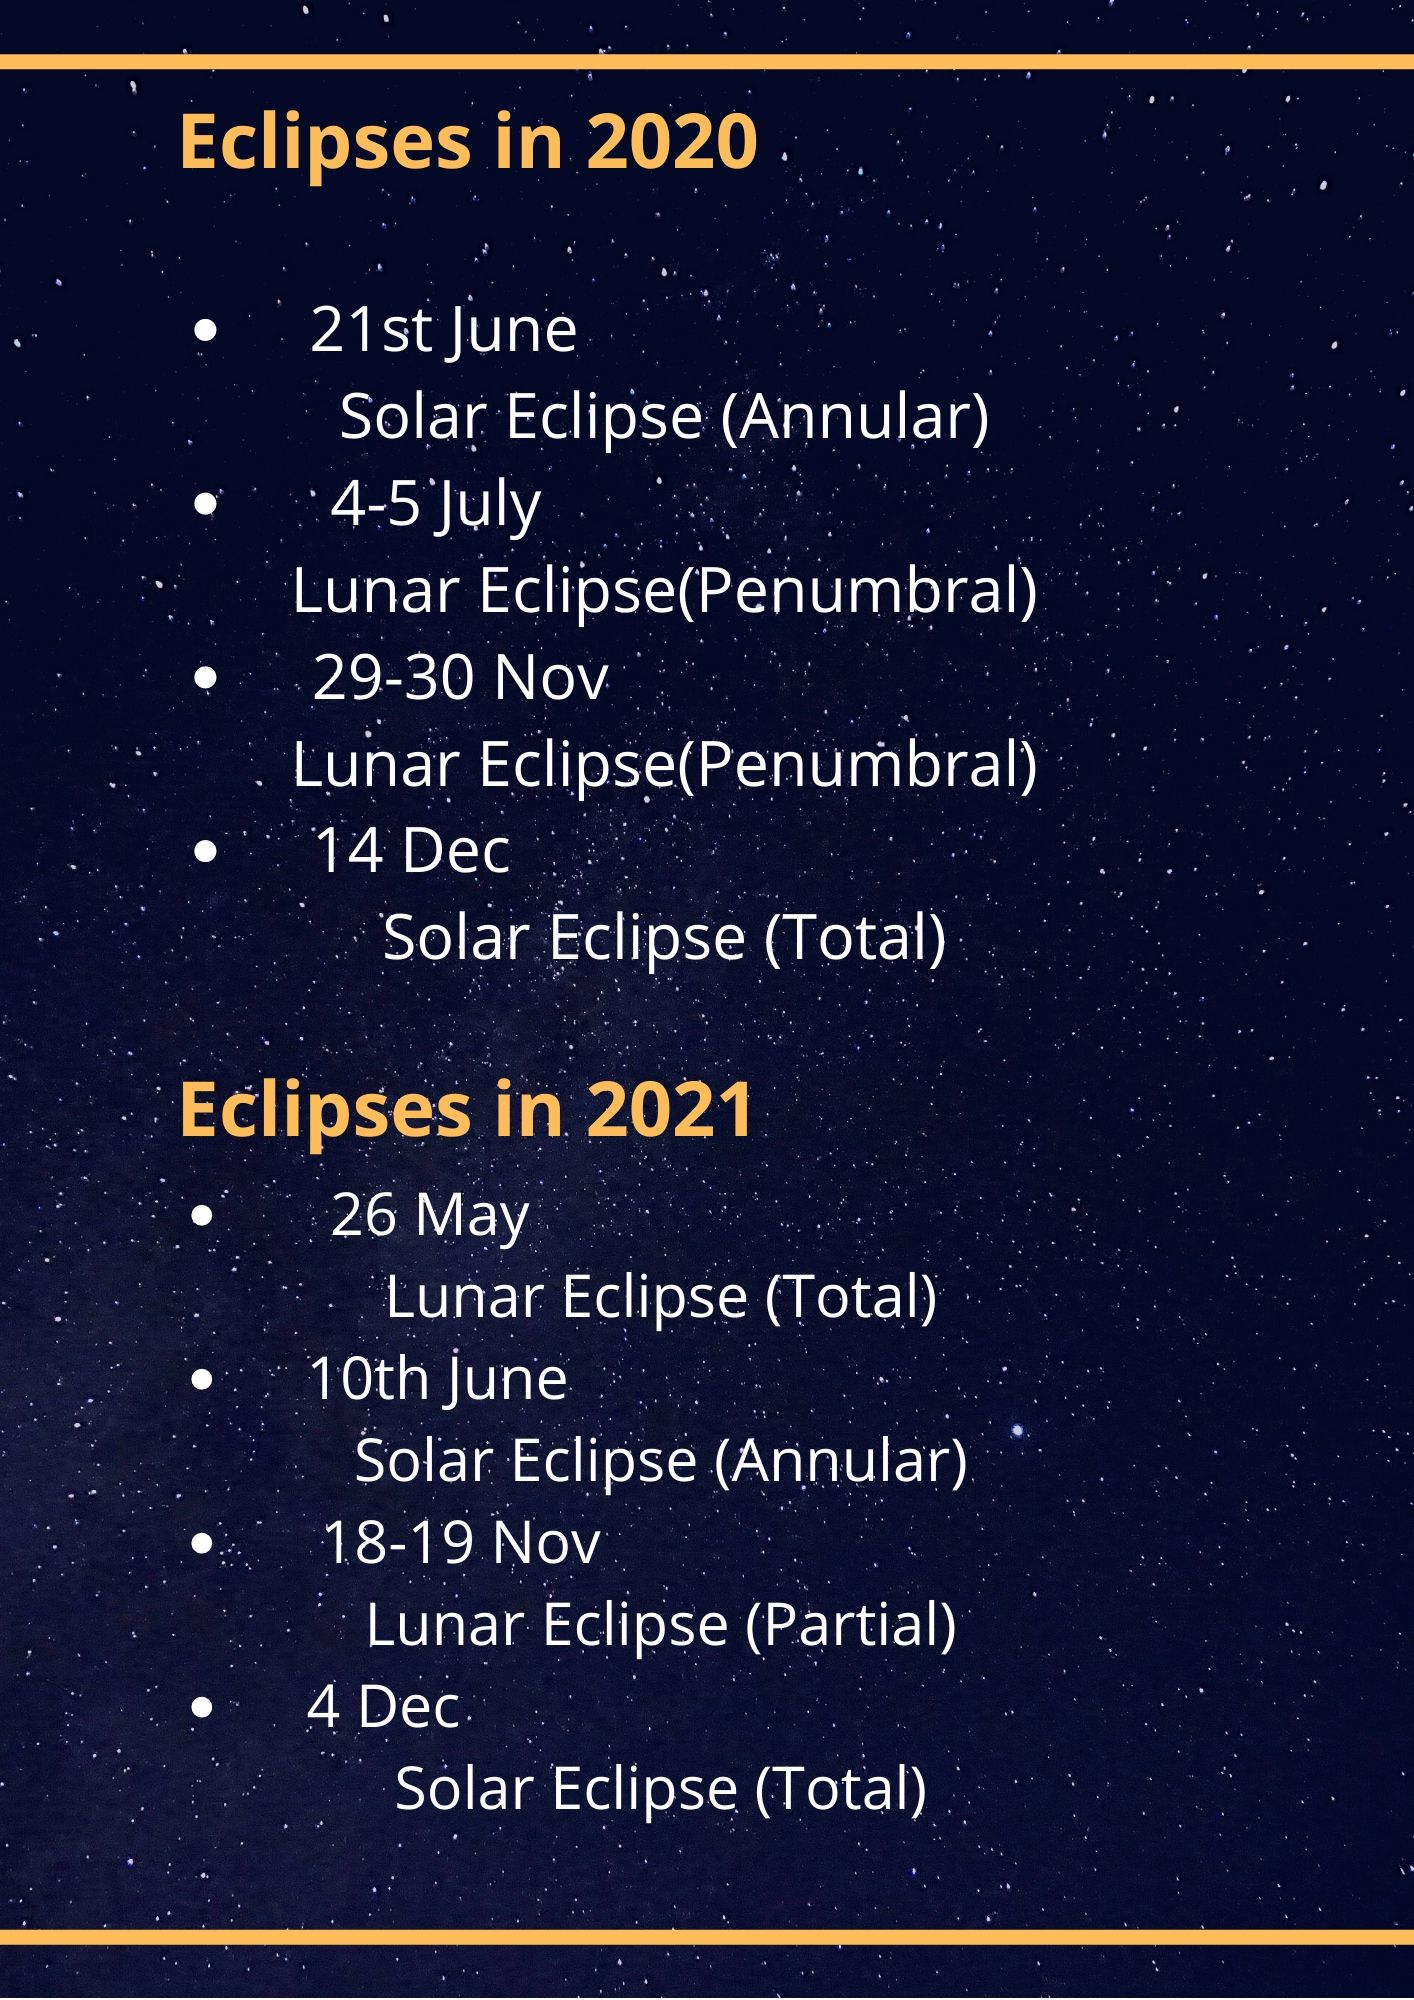 Eclipses in 2020
• 21st June
Solar Eclipse (Annular)
• 4-5 July
Lunar Eclipse(Penumbral)
• 29-30 Nov
Lunar Eclipse(Penumbral)
• 14 Dec
Solar Eclipse (Total)
Eclipses in 2021
• 26 May
Lunar Eclipse (Total)
• 10th June
Solar Eclipse (Annular)
• 18-19 Nov
Lunar Eclipse (Partial)
• 4 Dec
Solar Eclipse (Total)